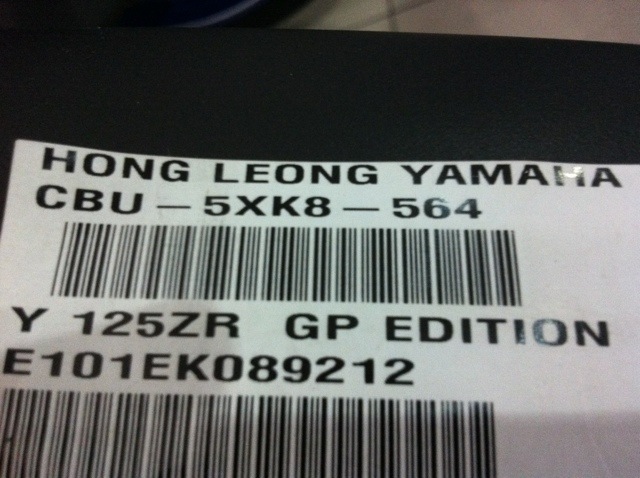 HONG LEONG YAMAHA
CBU - 5XK8 - 564
Y 125ZR GP EDITION
E101EK089212